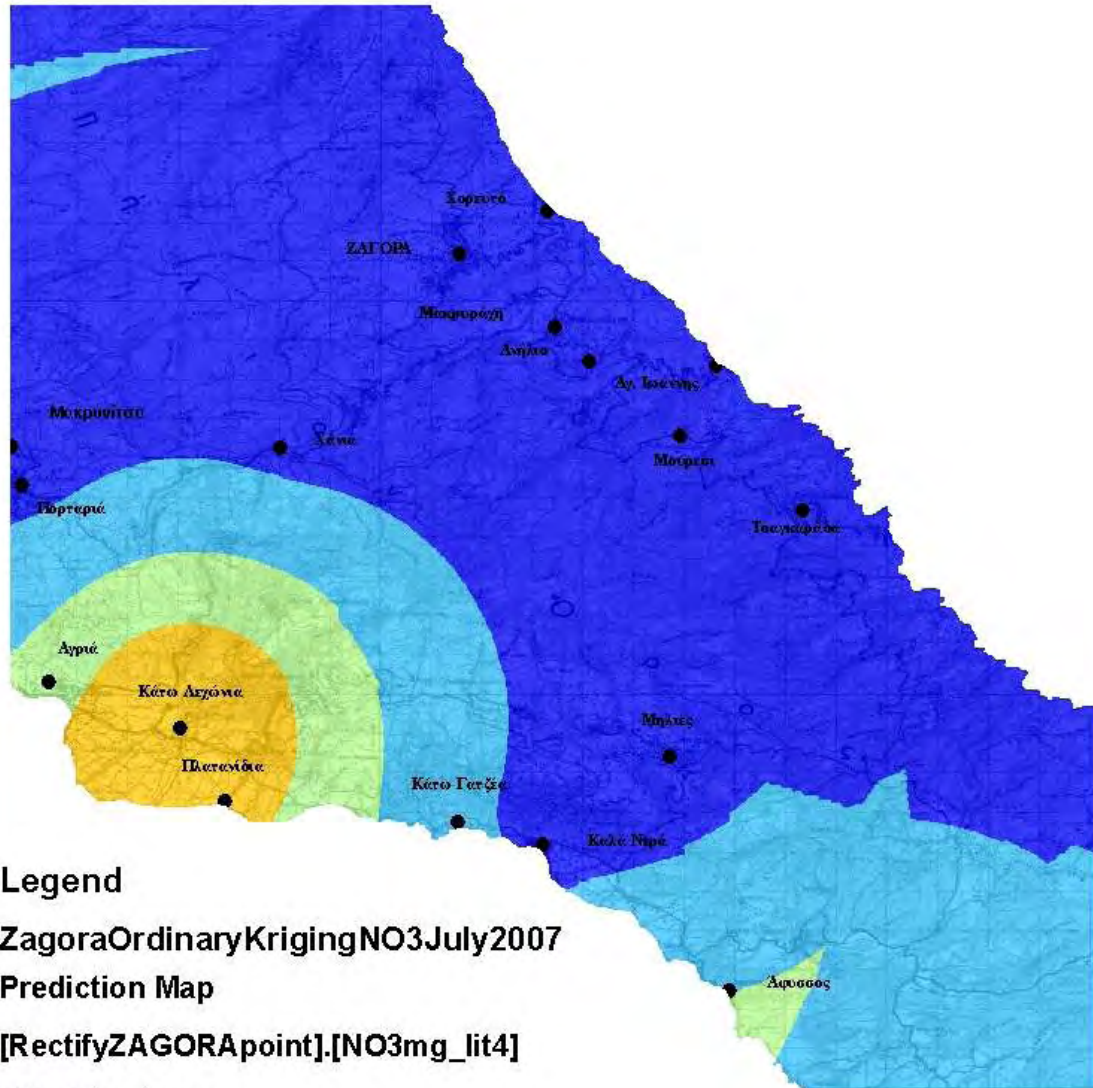 Χορευτό
ΖΑΓΟΡΑ
Μακρυράχη
Ανήλιο
Αγ. Ιωάννης
Μακρυνίτσα
Χάνια
Μούρεσι
Πορταριά
Τσαγκαράδα
Αγριά
Κάτω Λεχώνια
Μηλιές
Πλατανίδια
Κάτω Γατζέα
Καλά Νερά
Άφυσσος
Legend
ZagoraOrdinaryKrigingNO3July2007
Prediction Map
[RectifyZAGORApoint].[NO3mg_lit4]